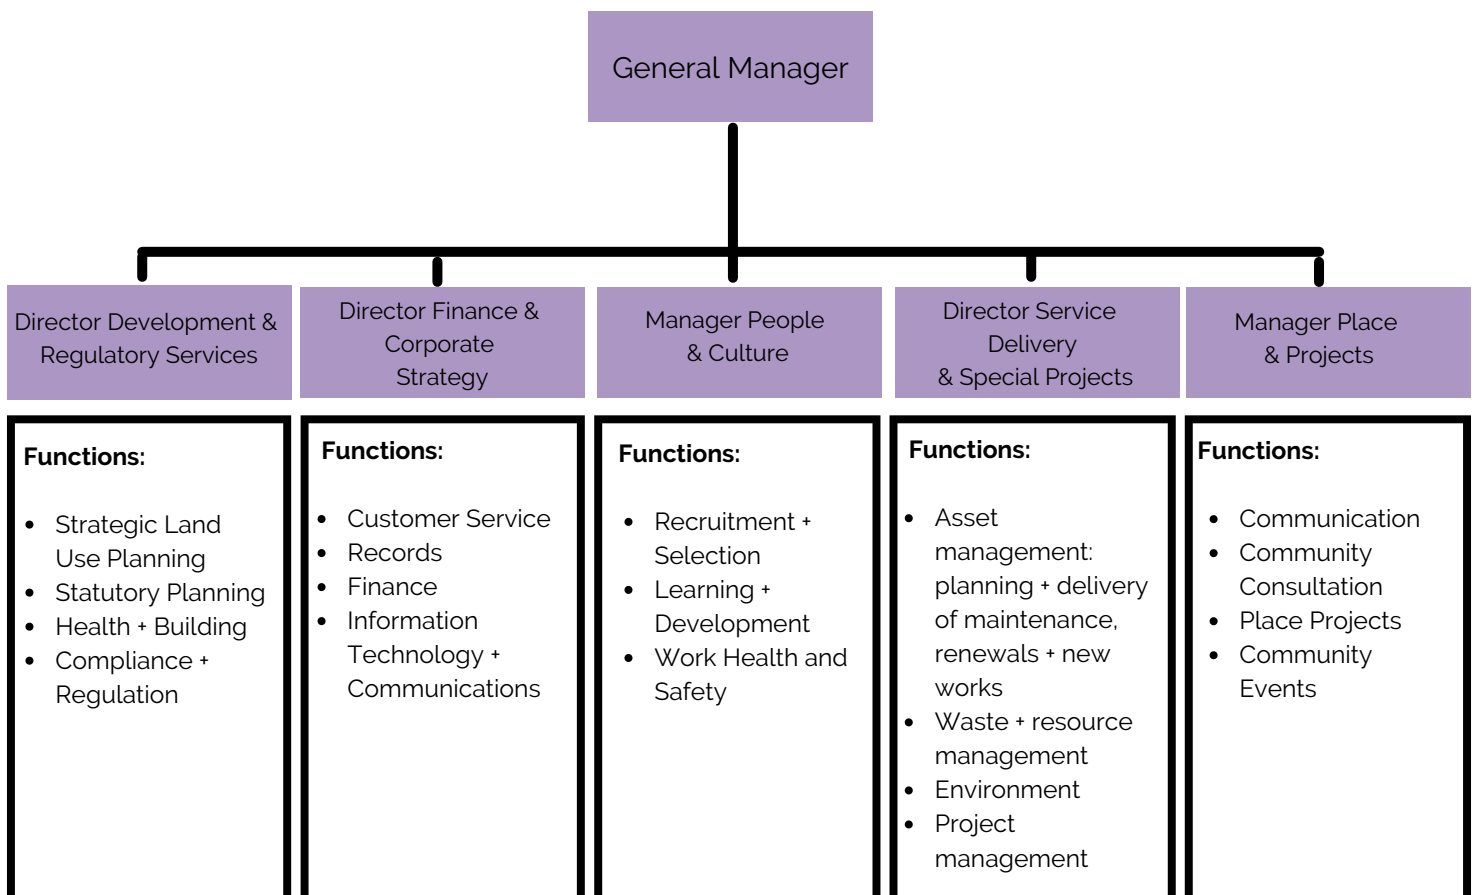 General Manager
Director Development &
Regulatory Services
Director Finance &
Corporate
Strategy
Manager People
& Culture
Director Service
Delivery
& Special Projects
Manager Place
& Projects
Functions:
• Strategic Land
Use Planning
• Statutory Planning
• Health + Building
• Compliance +
Regulation
Functions:
• Customer Service
• Records
• Finance
• Information
Technology +
Communications
Functions:
• Recruitment +
Selection
• Learning +
Development
• Work Health and
Safety
Functions:
• Asset
management:
planning + delivery
of maintenance,
renewals + new
works
• Waste + resource
management
• Environment
• Project
management
Functions:
• Communication
• Community
Consultation
• Place Projects
• Community
Events